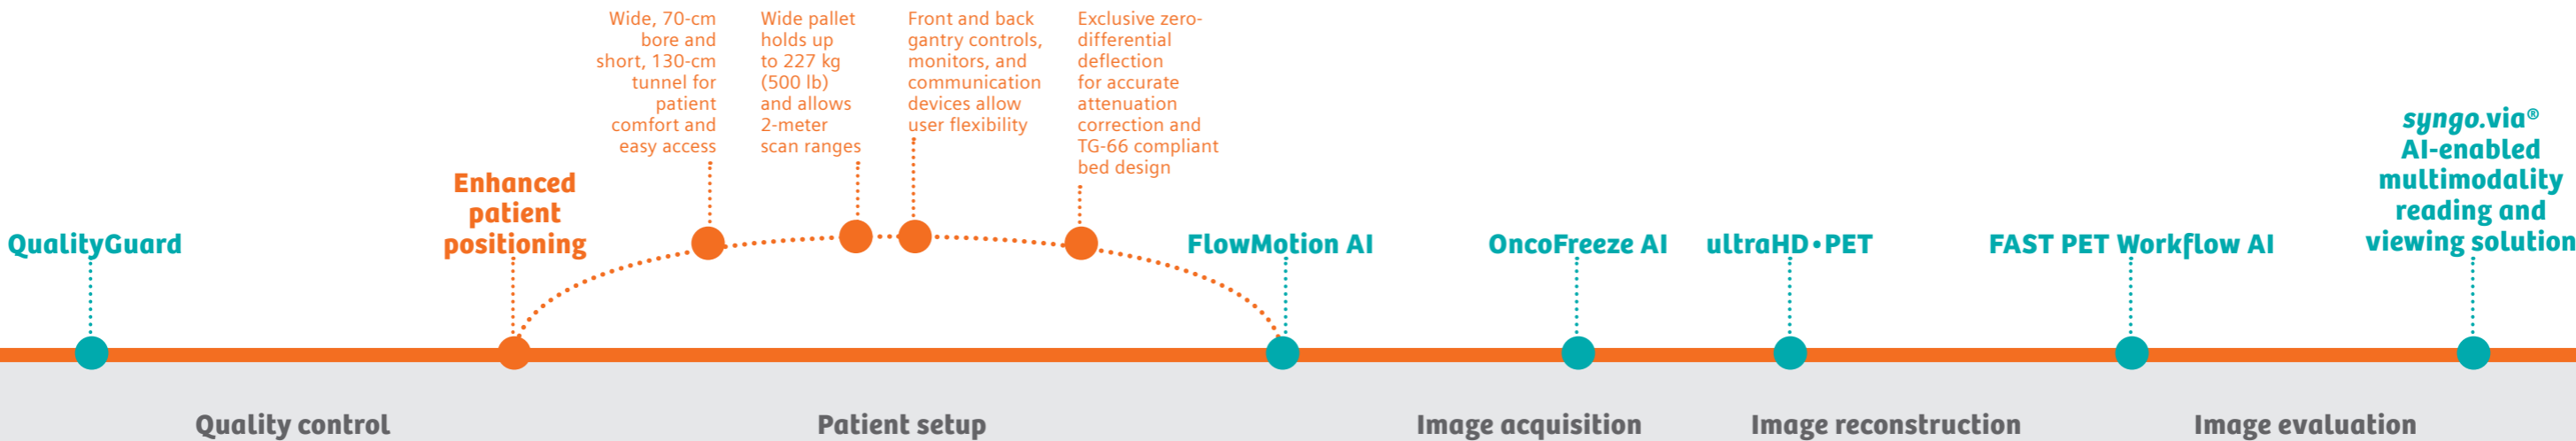 QualityGuard
Enhanced
patient
positioning
Wide, 70-cm
bore and
short, 130-cm
tunnel for
patient
comfort and
easy access
Wide pallet
holds up
to 227 kg
(500 lb)
and allows
2-meter
scan ranges
Front and back
gantry controls,
monitors, and
communication
devices allow
user flexibility
Exclusive zero-
differential
deflection
for accurate
attenuation
correction and
TG-66 compliant
bed design
FlowMotion AI
OncoFreeze AI
ultraHD•PET
FAST PET Workflow AI
syngo.via®
AI-enabled
multimodality
reading and
viewing solution
Quality control
Patient setup
Image acquisition
Image reconstruction
Image evaluation